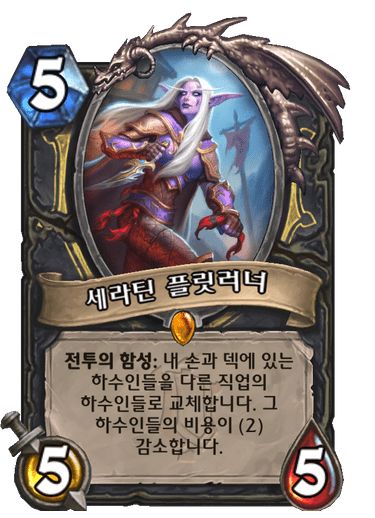 5
세라틴 플릿러너
전투의 함성: 내 손과 덱에 있는
하수인들을 다른 직업의
하수인들로 교체합니다. 그
하수인들의 비용이 (2)
감소합니다.
5
5